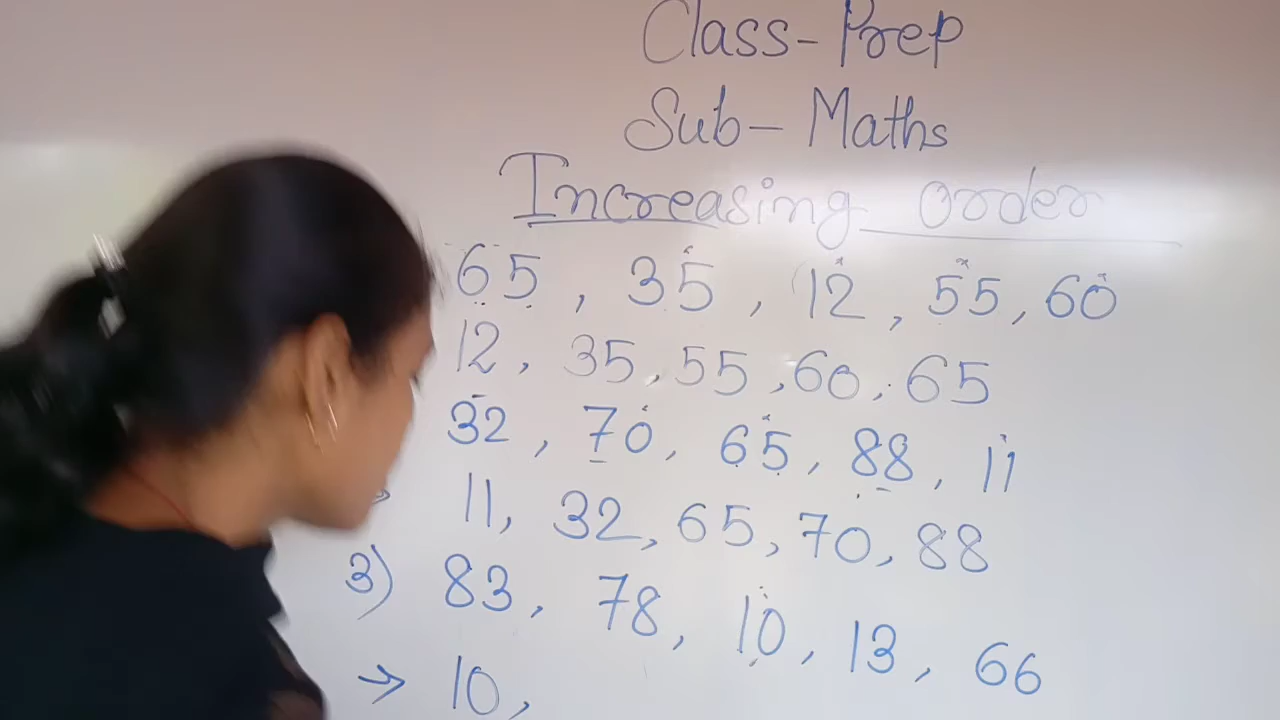 Class-Prep
Sub-Maths
Increasing order
65, 35, 12, 55, 60
12, 35, 55, 60, 65
32, 70, 65, 88, 11
11, 32, 65, 70, 88
3) 83, 78, 10, 13, 66
→ 10,